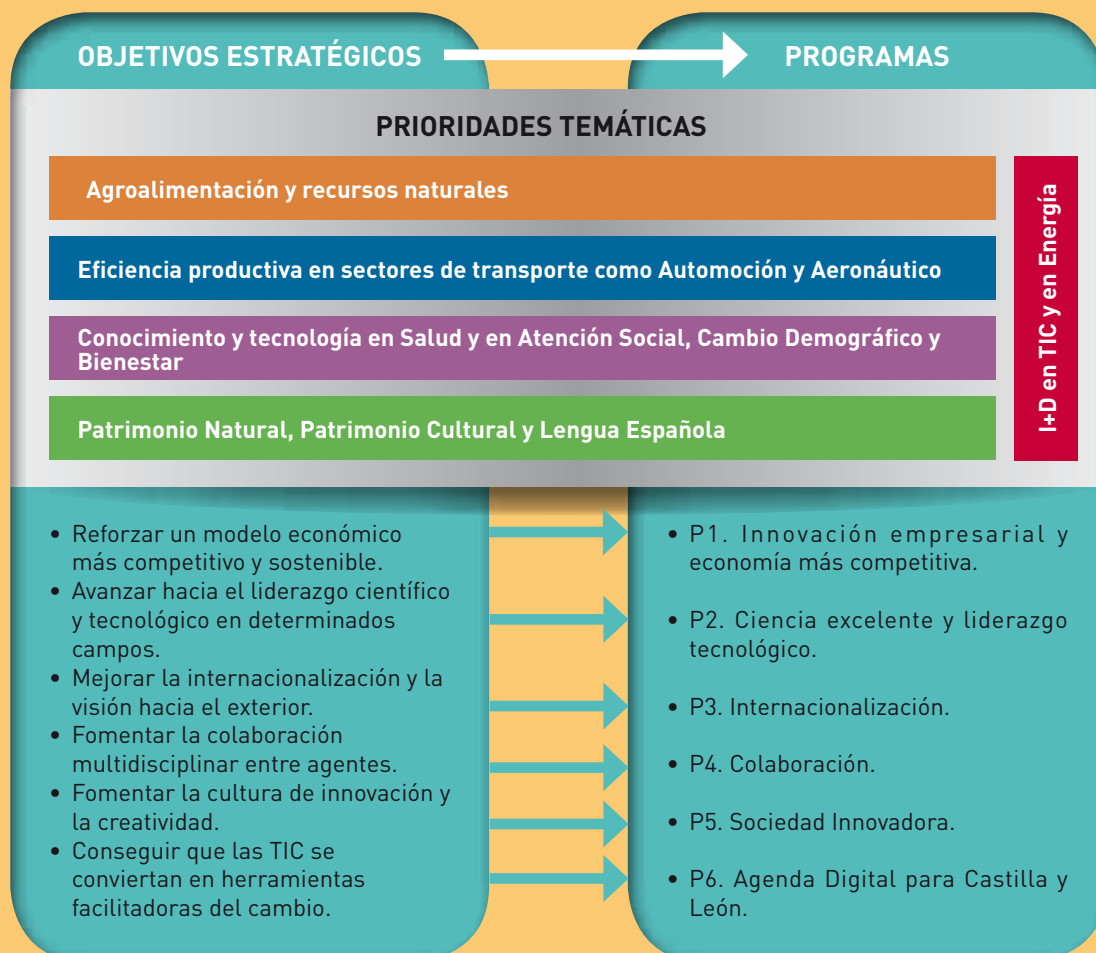 OBJETIVOS ESTRATÉGICOS
PROGRAMAS
PRIORIDADES TEMÁTICAS
Agroalimentación y recursos naturales
Eficiencia productiva en sectores de transporte como Automoción y Aeronáutico
Conocimiento y tecnología en Salud y en Atención Social, Cambio Demográfico y
Bienestar
Patrimonio Natural, Patrimonio Cultural y Lengua Española
I+D en TIC y en Energía
• Reforzar un modelo económico
más competitivo y sostenible.
• Avanzar hacia el liderazgo científico
y tecnológico en determinados
campos.
• Mejorar la internacionalización y la
visión hacia el exterior.
• Fomentar la colaboración
multidisciplinar entre agentes.
• Fomentar la cultura de innovación y
la creatividad.
• Conseguir que las TIC se
conviertan en herramientas
facilitadoras del cambio.
• P1. Innovación empresarial y
economía más competitiva.
• P2. Ciencia excelente y liderazgo
tecnológico.
• P3. Internacionalización.
• P4. Colaboración.
• P5. Sociedad Innovadora.
• P6. Agenda Digital para Castilla y
León.